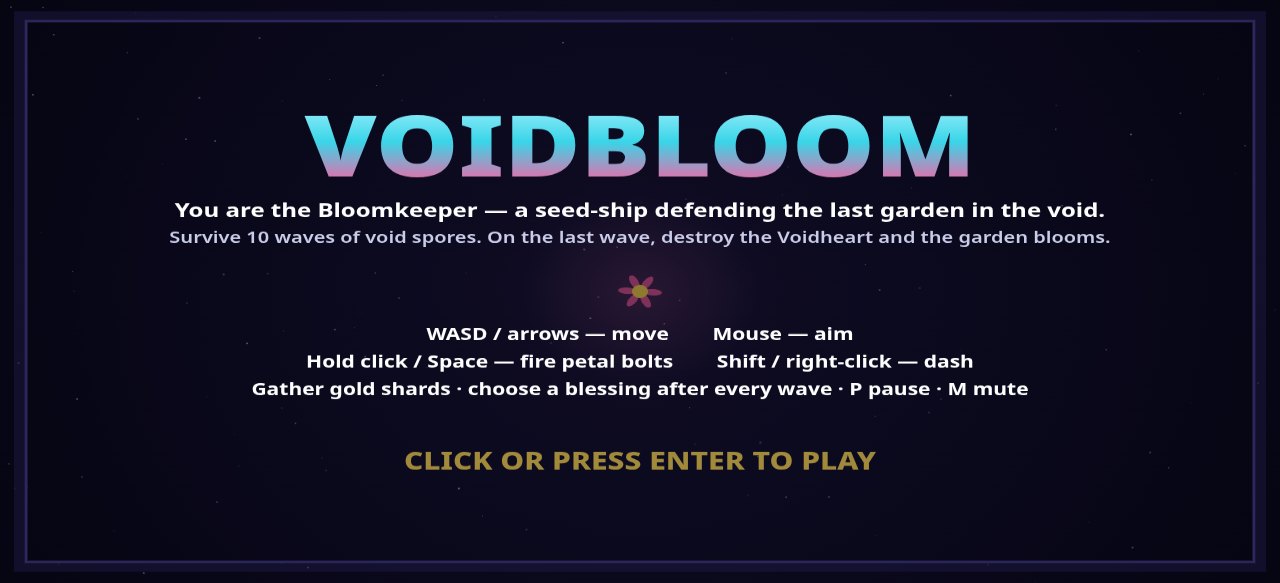 VOIDBLOOM
You are the Bloomkeeper — a seed-ship defending the last garden in the void.
Survive 10 waves of void spores. On the last wave, destroy the Voidheart and the garden blooms.
WASD / arrows — move Mouse — aim
Hold click / Space — fire petal bolts Shift / right-click — dash
Gather gold shards · choose a blessing after every wave · P pause · M mute
CLICK OR PRESS ENTER TO PLAY